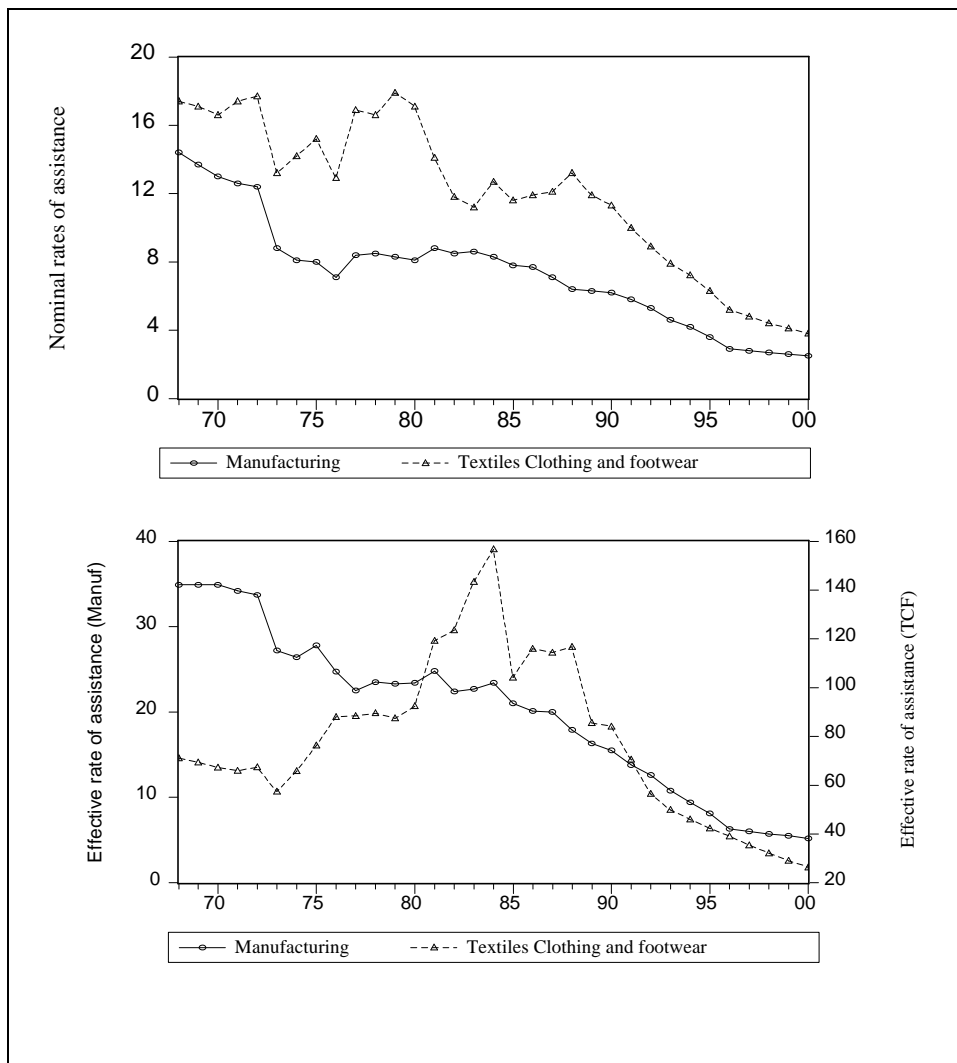 20
16
12
8
4
0
Nominal rates of assistance
70 75 80 85 90 95 00
Manufacturing Textiles Clothing and footwear
40
30
20
10
0
Effective rate of assistance (Manuf)
160
140
120
100
80
60
40
20
Effective rate of assistance (TCF)
70 75 80 85 90 95 00
Manufacturing Textiles Clothing and footwear